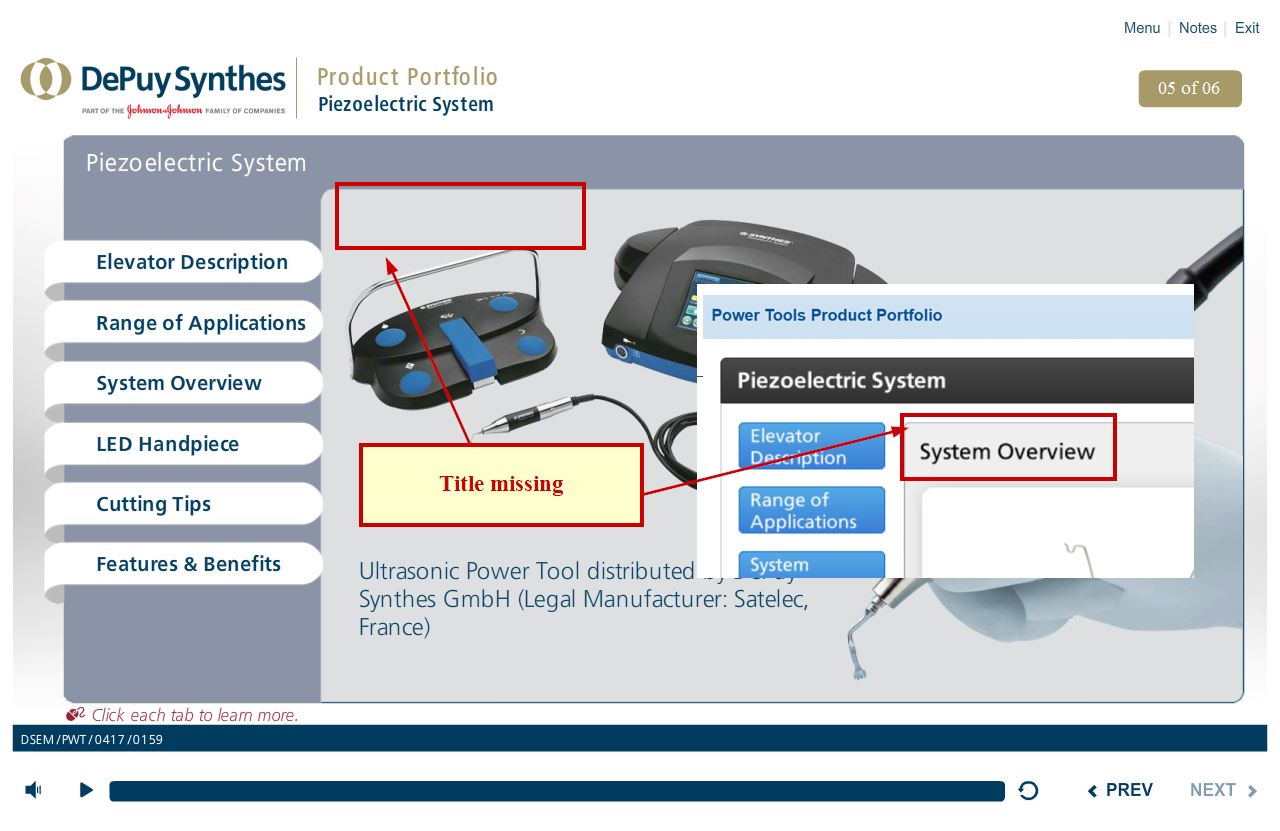 Menu | Notes | Exit
DePuy Synthes
PART OF THE Johnson & Johnson FAMILY OF COMPANIES
Product Portfolio
Piezoelectric System
05 of 06
Piezoelectric System
Elevator Description
Range of Applications
System Overview
LED Handpiece
Cutting Tips
Features & Benefits
SYNTHES
Title missing
Power Tools Product Portfolio
Piezoelectric System
Elevator
Description
Range of
Applications
System
System Overview
Ultrasonic Power Tool distributed
Synthes GmbH (Legal Manufacturer: Satelec,
France)
Click each tab to learn more.
DSEM/PWT/0417/0159
PREV
NEXT